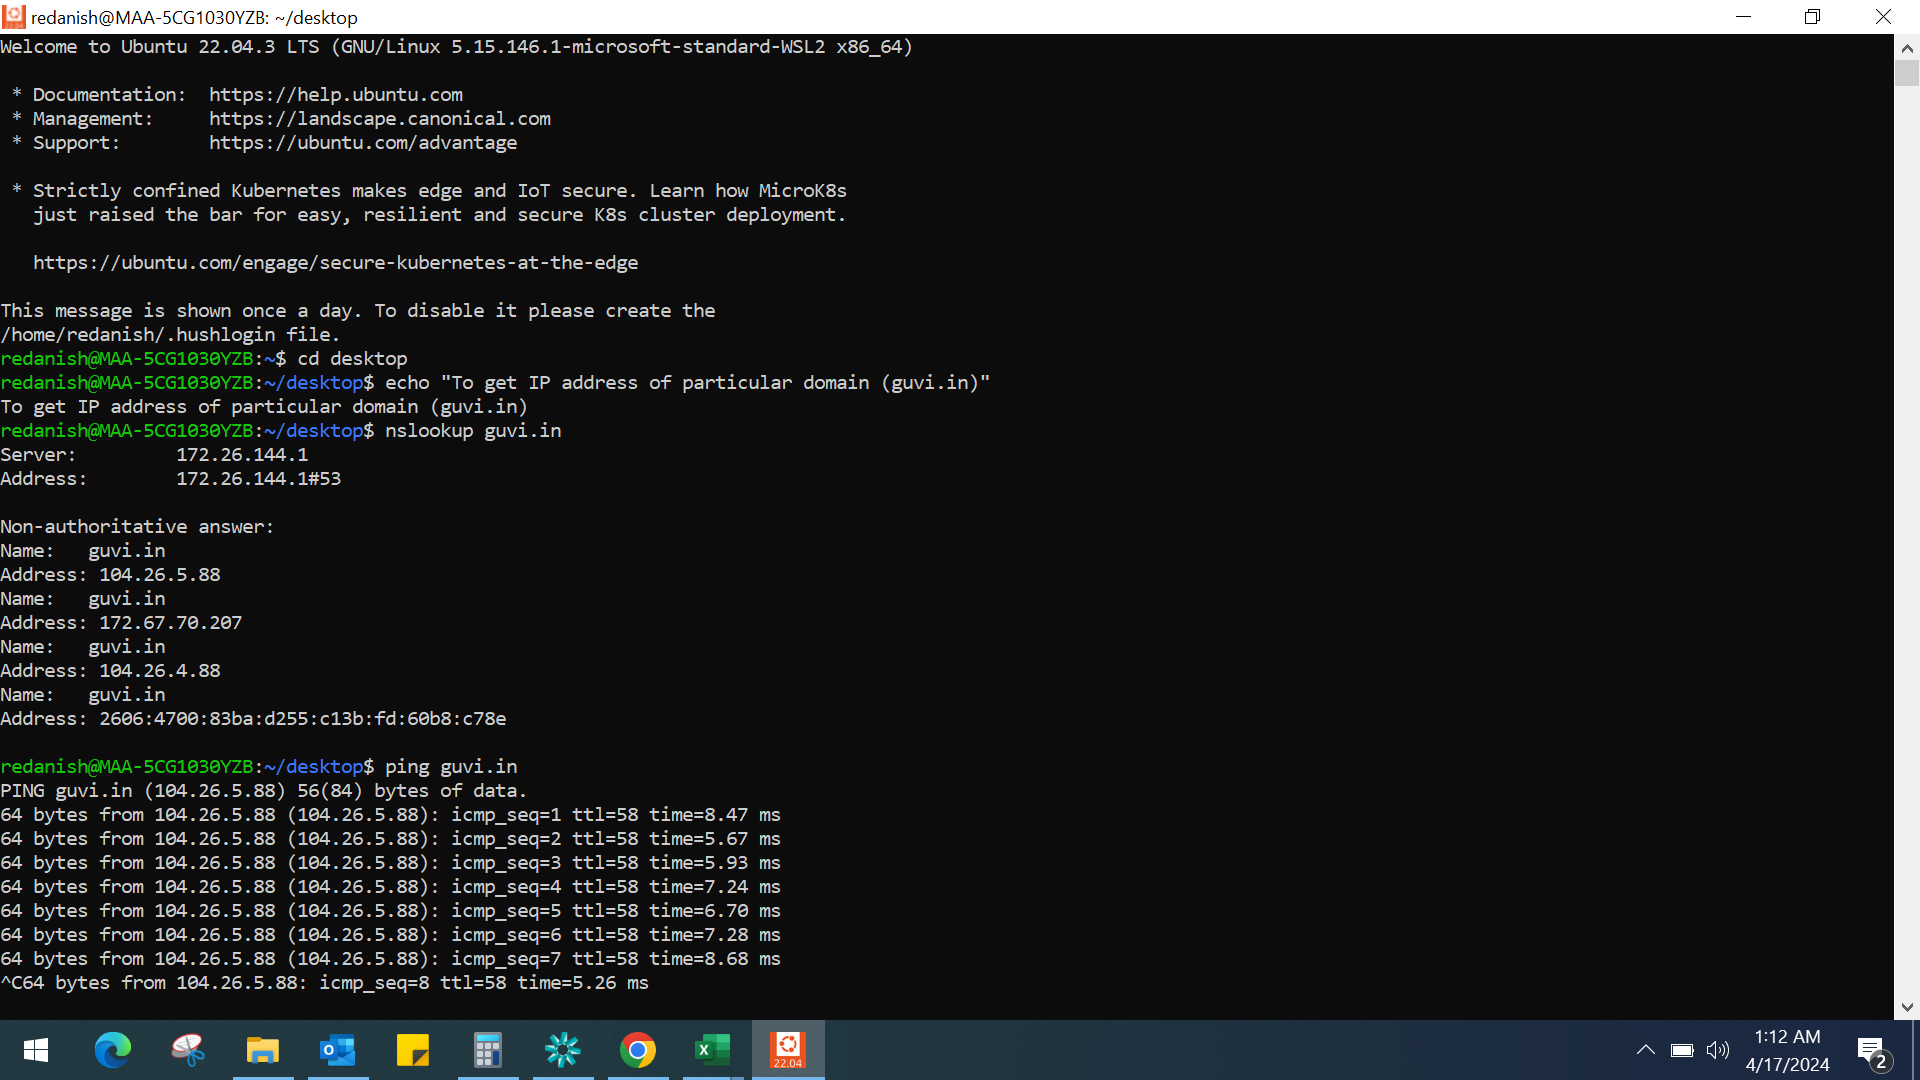 redanish@MAA-5CG1030YZB: ~/desktop
Welcome to Ubuntu 22.04.3 LTS (GNU/Linux 5.15.146.1-microsoft-standard-WSL2 x86_64)
* Documentation:  https://help.ubuntu.com
* Management:     https://landscape.canonical.com
* Support:        https://ubuntu.com/advantage
* Strictly confined Kubernetes makes edge and IoT secure. Learn how MicroK8s
just raised the bar for easy, resilient and secure K8s cluster deployment.
https://ubuntu.com/engage/secure-kubernetes-at-the-edge
This message is shown once a day. To disable it please create the
/home/redanish/.hushlogin file.
redanish@MAA-5CG1030YZB:~$ cd desktop
redanish@MAA-5CG1030YZB:~/desktop$ echo "To get IP address of particular domain (guvi.in)"
To get IP address of particular domain (guvi.in)
redanish@MAA-5CG1030YZB:~/desktop$ nslookup guvi.in
Server:         172.26.144.1
Address:        172.26.144.1#53
Non-authoritative answer:
Name:   guvi.in
Address: 104.26.5.88
Name:   guvi.in
Address: 172.67.70.207
Name:   guvi.in
Address: 104.26.4.88
Name:   guvi.in
Address: 2606:4700:83ba:d255:c13b:fd:60b8:c78e
redanish@MAA-5CG1030YZB:~/desktop$ ping guvi.in
PING guvi.in (104.26.5.88) 56(84) bytes of data.
64 bytes from 104.26.5.88 (104.26.5.88): icmp_seq=1 ttl=58 time=8.47 ms
64 bytes from 104.26.5.88 (104.26.5.88): icmp_seq=2 ttl=58 time=5.67 ms
64 bytes from 104.26.5.88 (104.26.5.88): icmp_seq=3 ttl=58 time=5.93 ms
64 bytes from 104.26.5.88 (104.26.5.88): icmp_seq=4 ttl=58 time=7.24 ms
64 bytes from 104.26.5.88 (104.26.5.88): icmp_seq=5 ttl=58 time=6.70 ms
64 bytes from 104.26.5.88 (104.26.5.88): icmp_seq=6 ttl=58 time=7.28 ms
64 bytes from 104.26.5.88 (104.26.5.88): icmp_seq=7 ttl=58 time=8.68 ms
^C64 bytes from 104.26.5.88: icmp_seq=8 ttl=58 time=5.26 ms
22.04
1:12 AM
4/17/2024
2